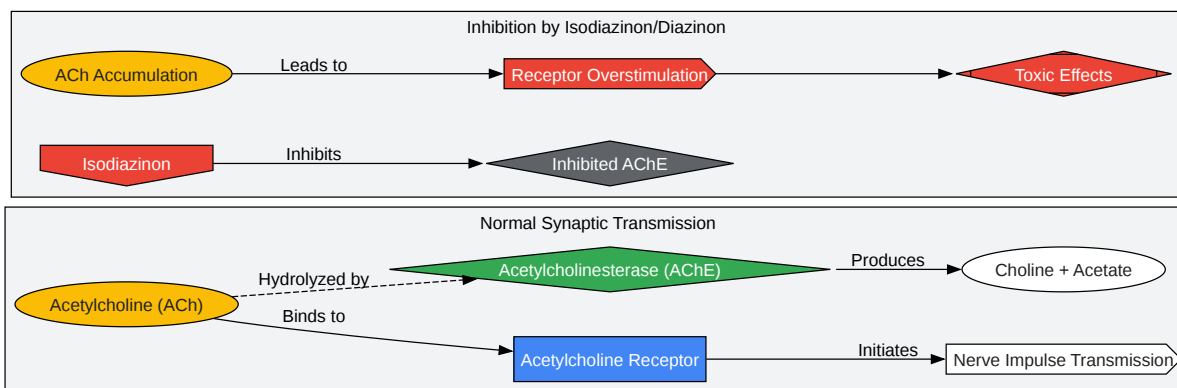 Inhibition by Isodiazinon/Diazinon
ACh Accumulation
Leads to
Receptor Overstimulation
Toxic Effects
Isodiazinon
Inhibits
Inhibited AChE
Normal Synaptic Transmission
Acetylcholine (ACh)
Hydrolyzed by
Acetylcholinesterase (AChE)
Produces
Choline + Acetate
Binds to
Acetylcholine Receptor
Initiates
Nerve Impulse Transmission